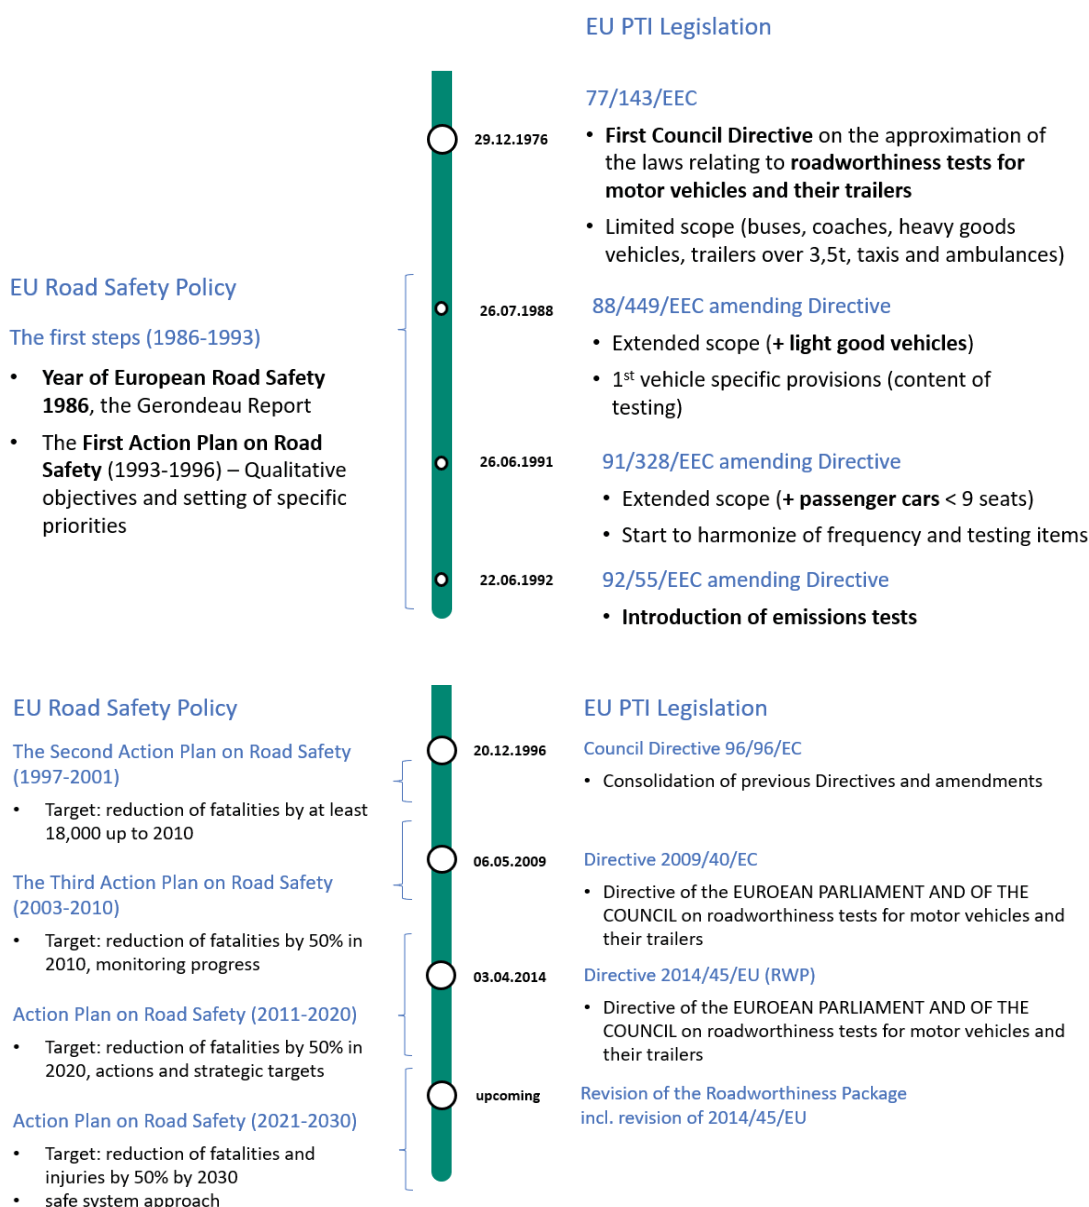 EU PTI Legislation
77/143/EEC
29.12.1976
• First Council Directive on the approximation of
the laws relating to roadworthiness tests for
motor vehicles and their trailers
• Limited scope (buses, coaches, heavy goods
vehicles, trailers over 3,5t, taxis and ambulances)
EU Road Safety Policy
The first steps (1986-1993)
• Year of European Road Safety
1986, the Gerondeau Report
• The First Action Plan on Road
Safety (1993-1996) – Qualitative
objectives and setting of specific
priorities
26.07.1988
88/449/EEC amending Directive
• Extended scope (+ light good vehicles)
• 1st vehicle specific provisions (content of
testing)
26.06.1991
91/328/EEC amending Directive
• Extended scope (+ passenger cars < 9 seats)
• Start to harmonize of frequency and testing items
22.06.1992
92/55/EEC amending Directive
• Introduction of emissions tests
EU Road Safety Policy
The Second Action Plan on Road Safety
(1997-2001)
• Target: reduction of fatalities by at least
18,000 up to 2010
The Third Action Plan on Road Safety
(2003-2010)
• Target: reduction of fatalities by 50% in
2010, monitoring progress
Action Plan on Road Safety (2011-2020)
• Target: reduction of fatalities by 50% in
2020, actions and strategic targets
Action Plan on Road Safety (2021-2030)
• Target: reduction of fatalities and
injuries by 50% by 2030
• safe system approach
EU PTI Legislation
20.12.1996
Council Directive 96/96/EC
• Consolidation of previous Directives and amendments
06.05.2009
Directive 2009/40/EC
• Directive of the EUROEAN PARLIAMENT AND OF THE
COUNCIL on roadworthiness tests for motor vehicles and
their trailers
03.04.2014
Directive 2014/45/EU (RWP)
• Directive of the EUROEAN PARLIAMENT AND OF THE
COUNCIL on roadworthiness tests for motor vehicles and
their trailers
upcoming
Revision of the Roadworthiness Package
incl. revision of 2014/45/EU